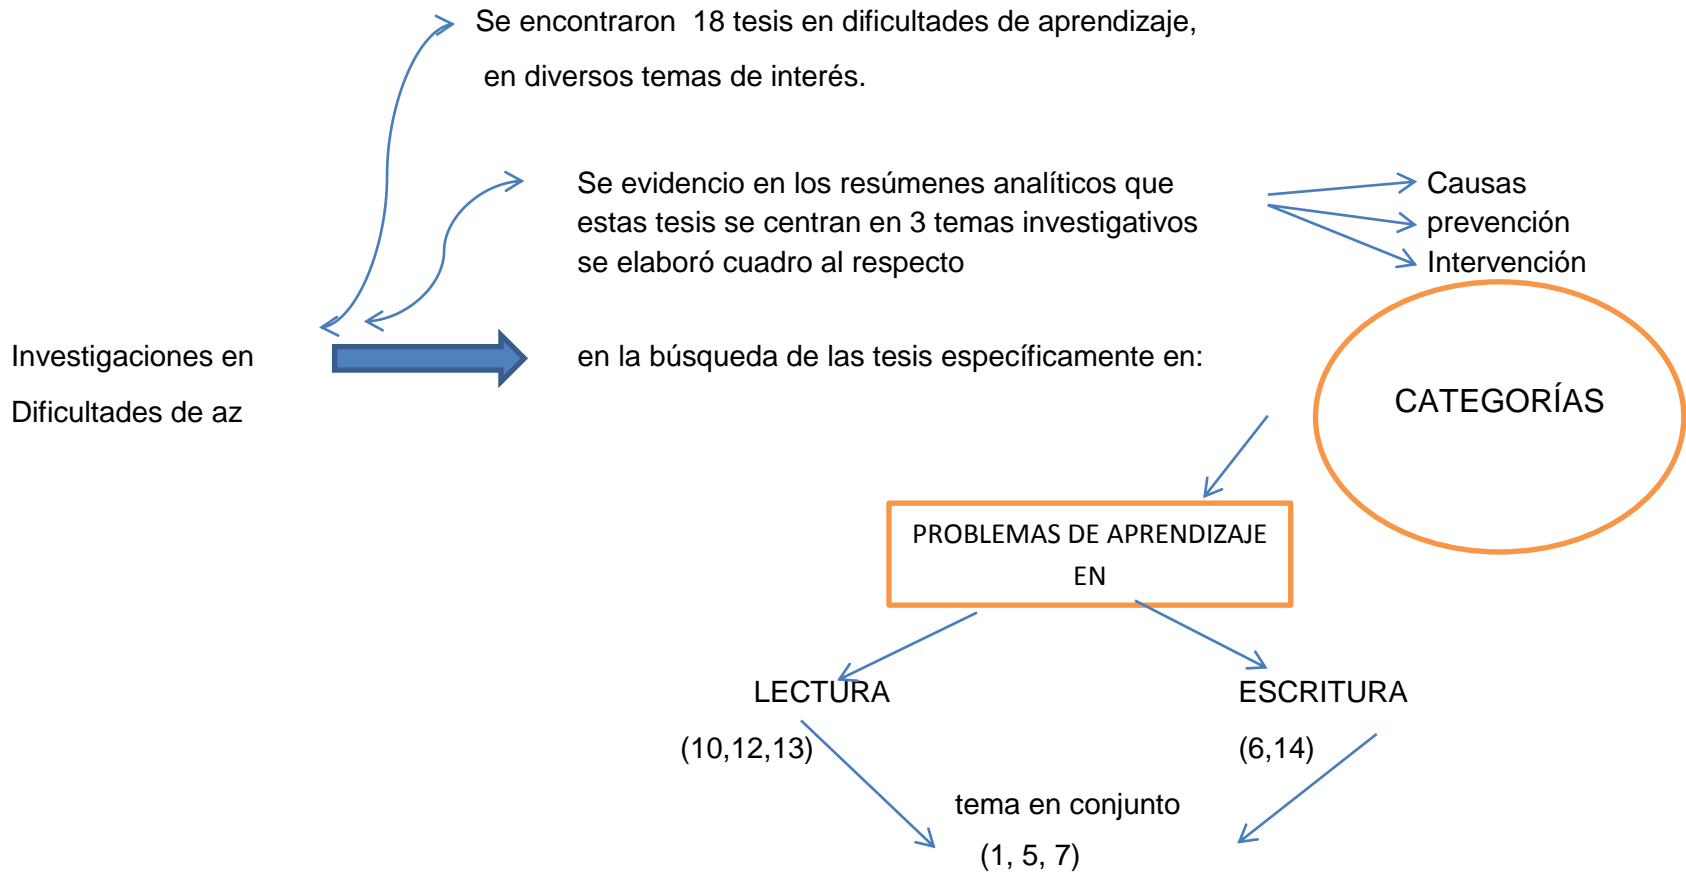 Se encontraron  18 tesis en dificultades de aprendizaje,
en diversos temas de interés.
Se evidencio en los resúmenes analíticos que
estas tesis se centran en 3 temas investigativos
se elaboró cuadro al respecto
Causas
prevención
Intervención
Investigaciones en
Dificultades de az
en la búsqueda de las tesis específicamente en:
CATEGORÍAS
PROBLEMAS DE APRENDIZAJE
EN
LECTURA
(10,12,13)
ESCRITURA
(6,14)
tema en conjunto
(1, 5, 7)